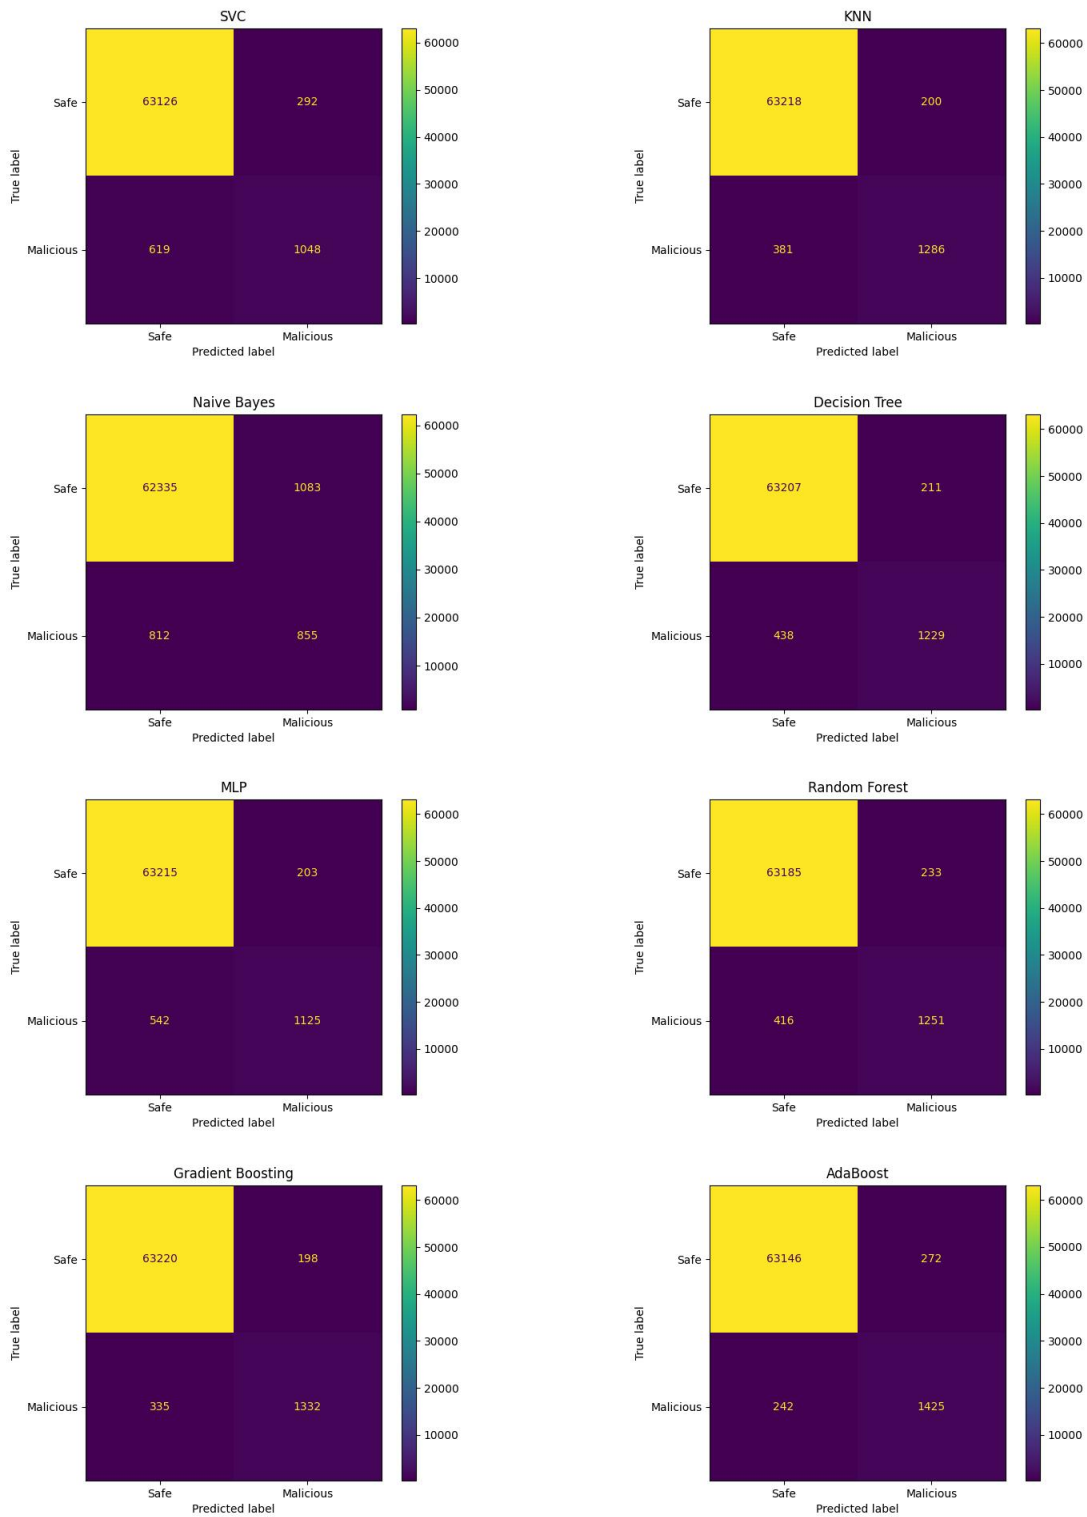 SVC
60000
50000
40000
30000
20000
10000
Safe
Malicious
True label
63126 292
619 1048
Safe Malicious
Predicted label
KNN
60000
50000
40000
30000
20000
10000
Safe
Malicious
True label
63218 200
381 1286
Safe Malicious
Predicted label
Naive Bayes
60000
50000
40000
30000
20000
10000
Safe
Malicious
True label
62335 1083
812 855
Safe Malicious
Predicted label
Decision Tree
60000
50000
40000
30000
20000
10000
Safe
Malicious
True label
63207 211
438 1229
Safe Malicious
Predicted label
MLP
60000
50000
40000
30000
20000
10000
Safe
Malicious
True label
63215 203
542 1125
Safe Malicious
Predicted label
Random Forest
60000
50000
40000
30000
20000
10000
Safe
Malicious
True label
63185 233
416 1251
Safe Malicious
Predicted label
Gradient Boosting
60000
50000
40000
30000
20000
10000
Safe
Malicious
True label
63220 198
335 1332
Safe Malicious
Predicted label
AdaBoost
60000
50000
40000
30000
20000
10000
Safe
Malicious
True label
63146 272
242 1425
Safe Malicious
Predicted label